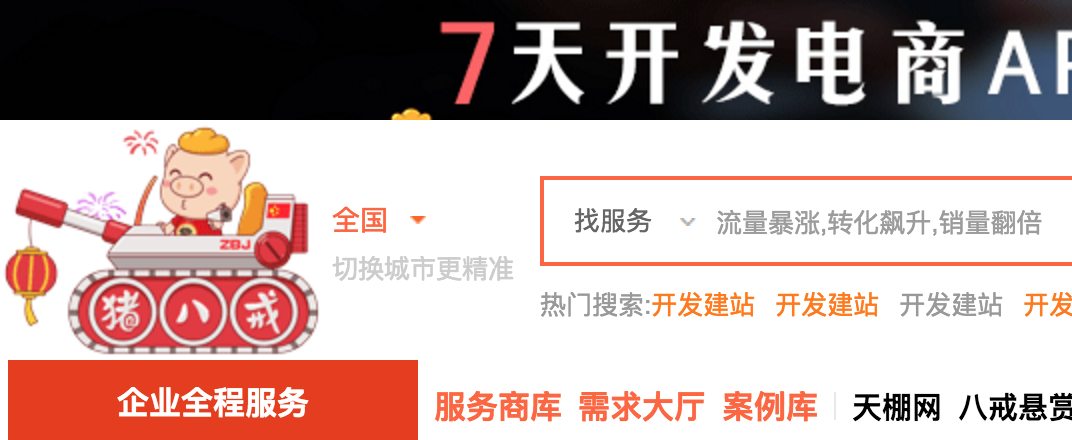 7天开发电商AP
ZBJ
猪八戒
全国
切换城市更精准
找服务 流量暴涨,转化飙升,销量翻倍
热门搜索:开发建站 开发建站 开发建站 开发
企业全程服务
服务商库 需求大厅 案例库 天棚网 八戒悬赏